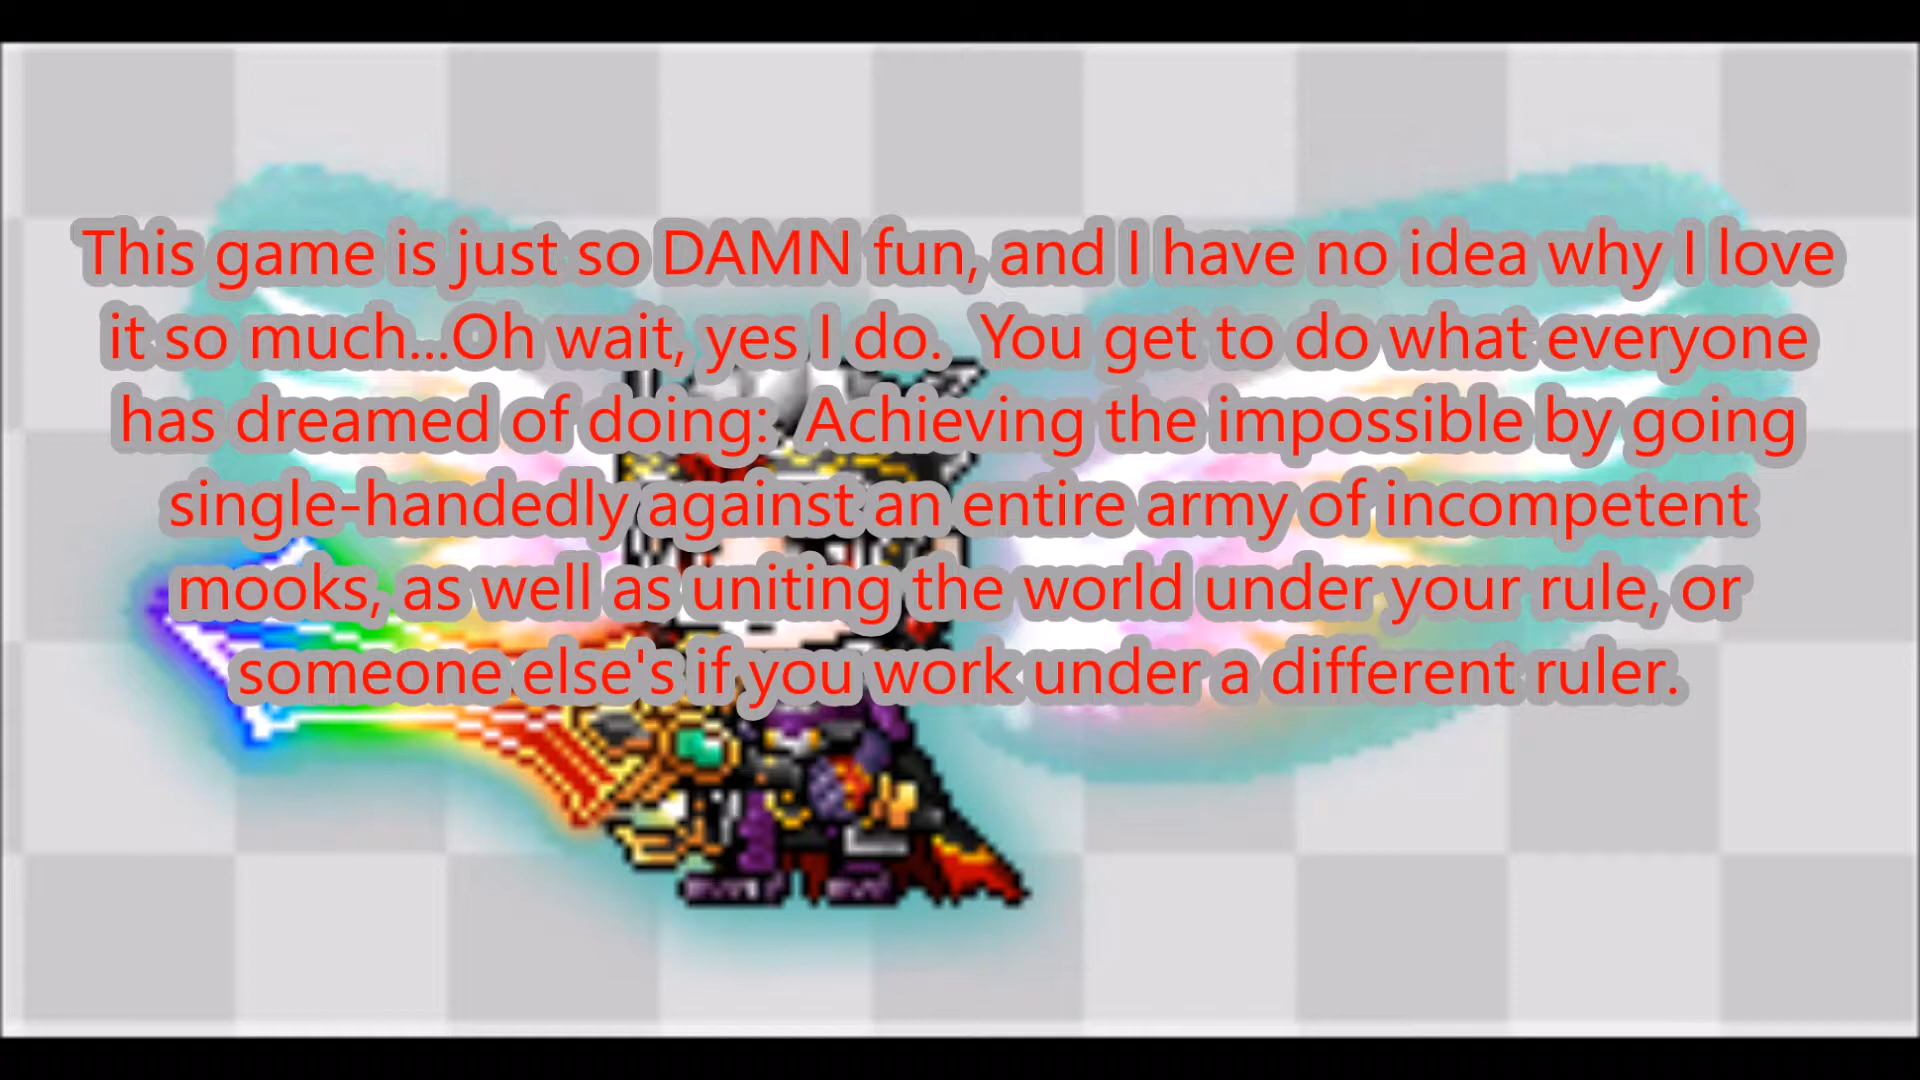 This game is just so DAMN fun, and I have no idea why I love
it so much...Oh wait, yes I do.  You get to do what everyone
has dreamed of doing:  Achieving the impossible by going
single-handedly against an entire army of incompetent
mooks, as well as uniting the world under your rule, or
someone else's if you work under a different ruler.